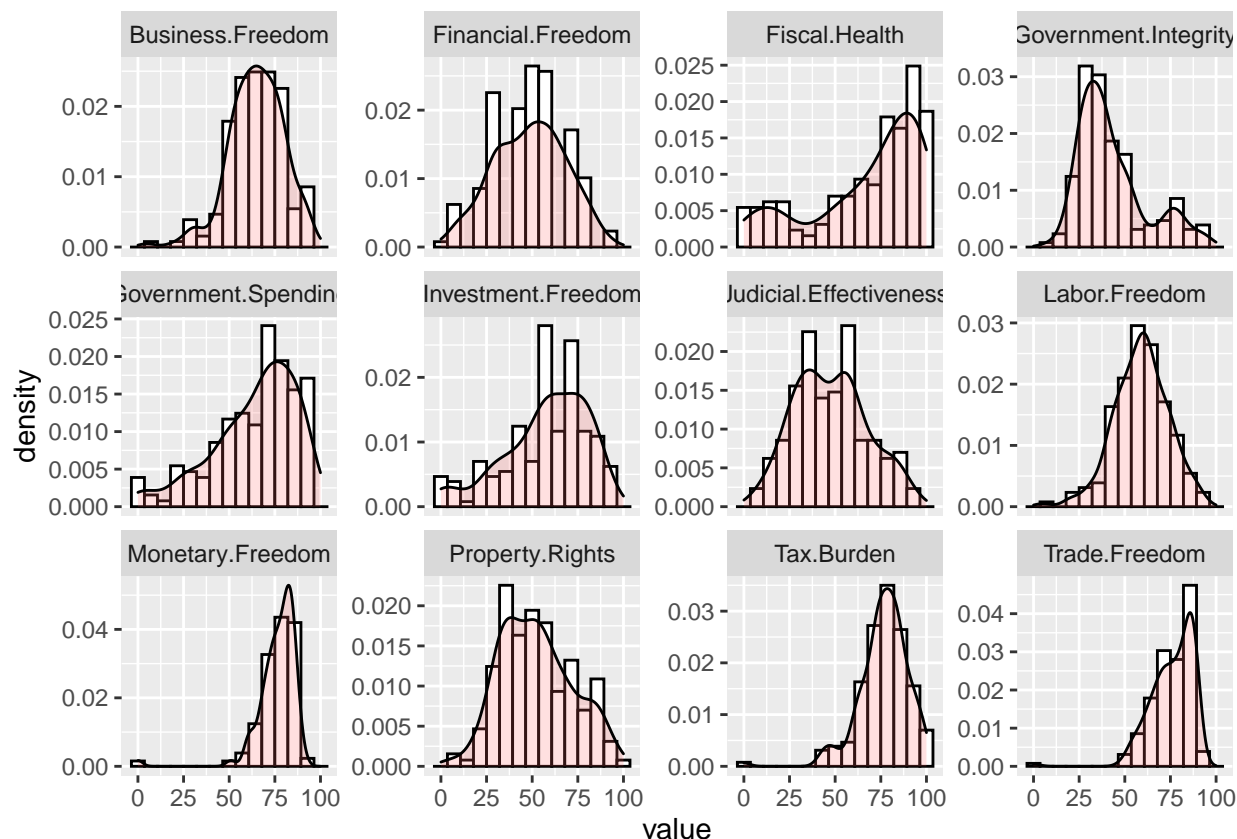 Business.Freedom
Financial.Freedom
Fiscal.Health
Government.Integrity
0.00
0.01
0.02
0.00
0.01
0.02
0.000
0.005
0.010
0.015
0.020
0.025
0.00
0.01
0.02
0.03
Government.Spending
Investment.Freedom
Judicial.Effectiveness
Labor.Freedom
0.000
0.005
0.010
0.015
0.020
0.025
0.00
0.01
0.02
0.000
0.005
0.010
0.015
0.020
0.00
0.01
0.02
0.03
Monetary.Freedom
Property.Rights
Tax.Burden
Trade.Freedom
0.00
0.02
0.04
0.000
0.005
0.010
0.015
0.020
0.00
0.01
0.02
0.03
0.00
0.01
0.02
0.03
0.04
0 25 50 75 100
0 25 50 75 100
0 25 50 75 100
0 25 50 75 100
value
density